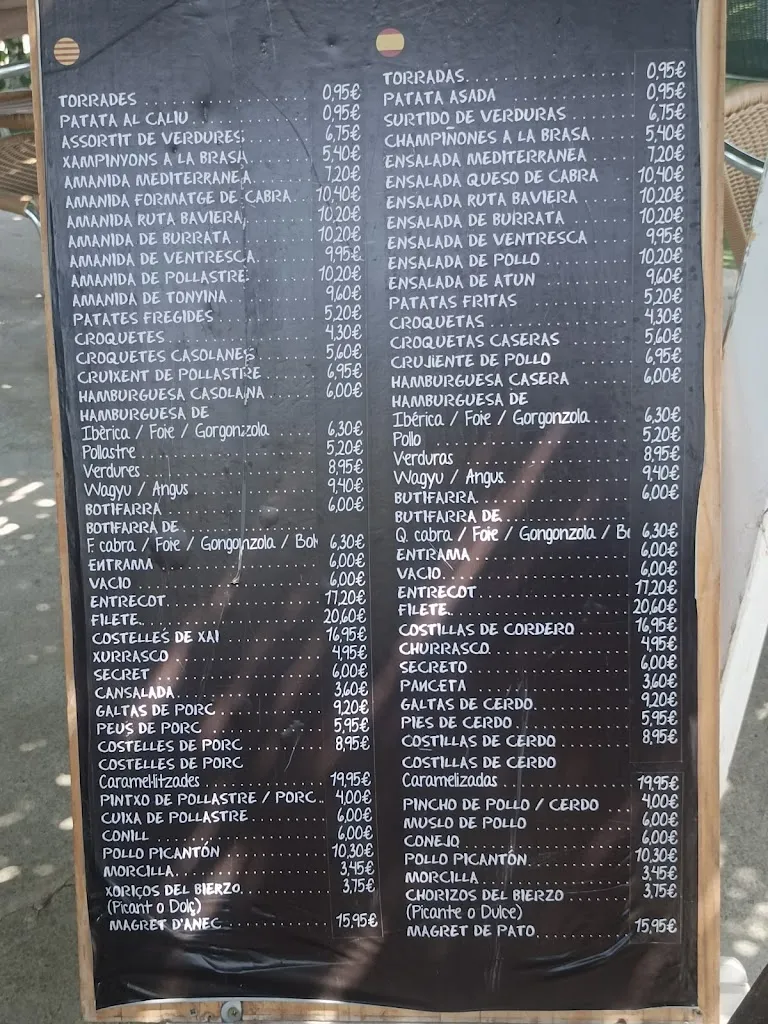 TORRADES 0,95€
PATATA AL CALIU 0,95€
ASSORTIT DE VERDURES 6,75€
XAMPINYONS A LA BRASA 5,40€
AMANIDA MEDITERRANEA 7,20€
AMANIDA FORMATGE DE CABRA 10,40€
AMANIDA RUTA BAVIERA 10,20€
AMANIDA DE BURRATA 10,20€
AMANIDA DE VENTRESCA 9,95€
AMANIDA DE POLLASTRE 10,20€
AMANIDA DE TONYINA 9,60€
PATATES FREGIDES 5,20€
CROQUETES 4,30€
CROQUETES CASOLANES 5,60€
CRUIXENT DE POLLASTRE 6,95€
HAMBURGUESA CASOLANA 6,00€
HAMBURGUESA DE
Ibèrica / Foie / Gorgonzola 6,30€
Pollastre 5,20€
Verdures 8,95€
Wagyu / Angus 9,40€
BOTIFARRA 6,00€
BOTIFARRA DE
F. cabra / Foie / Gongonzola / Bol 6,30€
ENTRAMA 6,00€
VACIO 6,00€
ENTRECOT 17,20€
FILETE 20,60€
COSTELLES DE XAI 16,95€
XURRASCO 4,95€
SECRET 6,00€
CANSALADA 3,60€
GALTAS DE PORC 9,20€
PEUS DE PORC 5,95€
COSTELLES DE PORC 8,95€
COSTELLES DE PORC
Caramel·litzades 19,95€
PINTXO DE POLLASTRE / PORC 4,00€
CUIXA DE POLLASTRE 6,00€
CONILL 6,00€
POLLO PICANTÓN 10,30€
MORCILLA 3,45€
XORIÇOS DEL BIERZO 3,75€
(Picant o Dolç)
MAGRET D'ANEC 15,95€
TORRADAS 0,95€
PATATA ASADA 0,95€
SURTIDO DE VERDURAS 6,75€
CHAMPIÑONES A LA BRASA 5,40€
ENSALADA MEDITERRANEA 7,20€
ENSALADA QUESO DE CABRA 10,40€
ENSALADA RUTA BAVIERA 10,20€
ENSALADA DE BURRATA 10,20€
ENSALADA DE VENTRESCA 9,95€
ENSALADA DE POLLO 10,20€
ENSALADA DE ATUN 9,60€
PATATAS FRITAS 5,20€
CROQUETAS 4,30€
CROQUETAS CASERAS 5,60€
CRUJIENTE DE POLLO 6,95€
HAMBURGUESA CASERA 6,00€
HAMBURGUESA DE
Ibérica / Foie / Gorgonzola 6,30€
Pollo 5,20€
Verduras 8,95€
Wagyu / Angus 9,40€
BUTIFARRA 6,00€
BUTIFARRA DE
Q. cabra / Foie / Gongonzola / Bo 6,30€
ENTRAMA 6,00€
VACIO 6,00€
ENTRECOT 17,20€
FILETE 20,60€
COSTILLAS DE CORDERO 16,95€
CHURRASCO 4,95€
SECRETO 6,00€
PANCETA 3,60€
GALTAS DE CERDO 9,20€
PIES DE CERDO 5,95€
COSTILLAS DE CERDO 8,95€
COSTILLAS DE CERDO
Caramelizadas 19,95€
PINCHO DE POLLO / CERDO 4,00€
MUSLO DE POLLO 6,00€
CONEJO 6,00€
POLLO PICANTÓN 10,30€
MORCILLA 3,45€
CHORIZOS DEL BIERZO 3,75€
(Picante o Dulce)
MAGRET DE PATO 15,95€